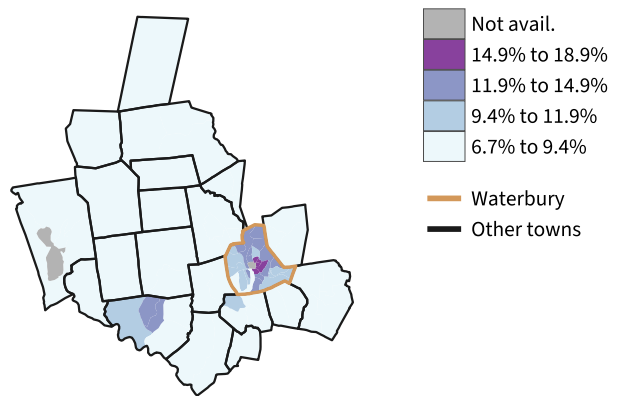 Not avail.
14.9% to 18.9%
11.9% to 14.9%
9.4% to 11.9%
6.7% to 9.4%
Waterbury
Other towns